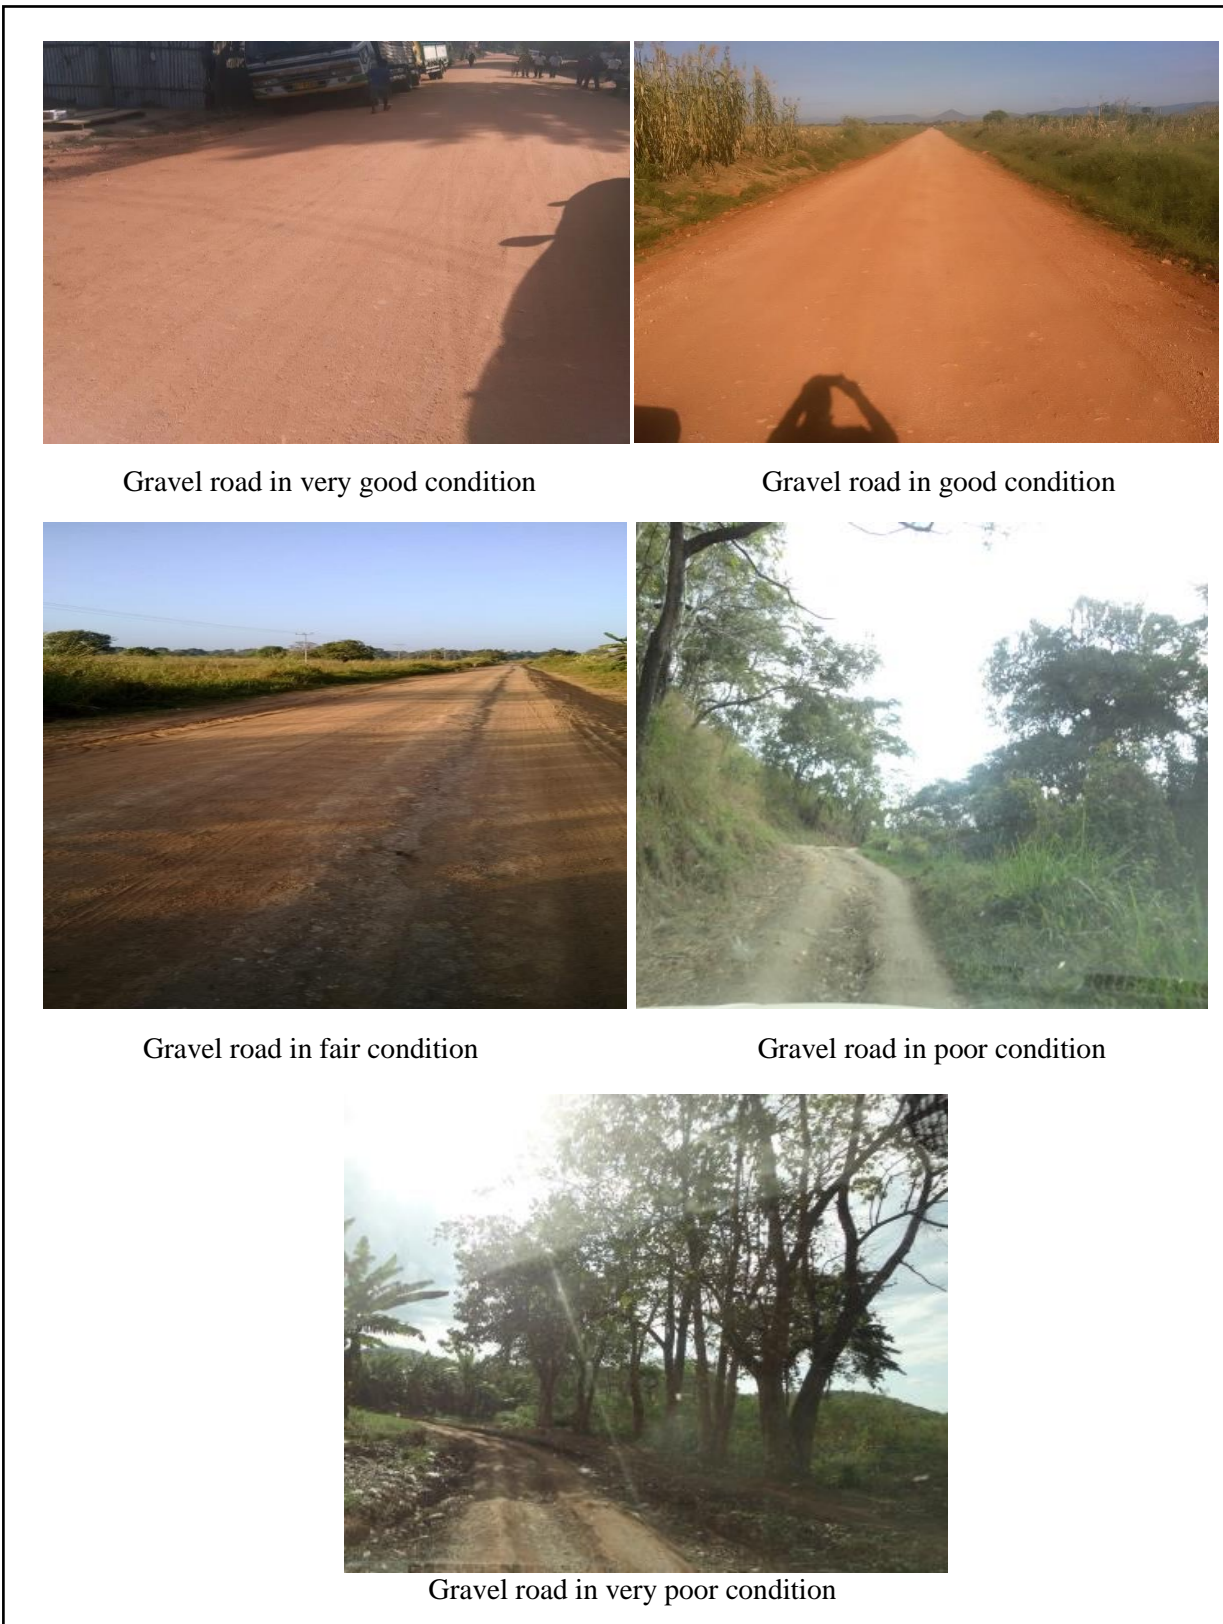 Gravel road in very good condition
Gravel road in good condition
Gravel road in fair condition
Gravel road in poor condition
Gravel road in very poor condition